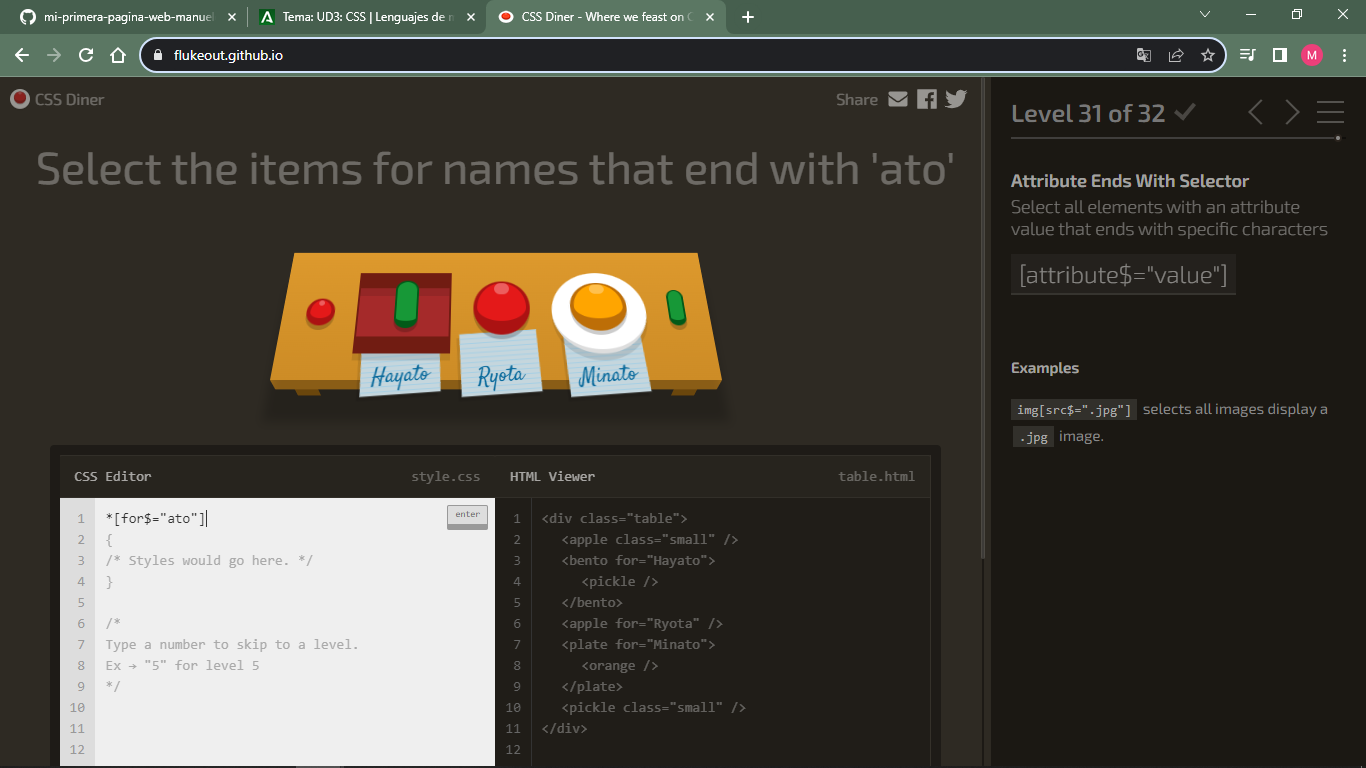 mi-primera-pagina-web-manuel
Tema: UD3: CSS | Lenguajes de m
CSS Diner - Where we feast on C
flukeout.github.io
M
CSS Diner
Share
Select the items for names that end with 'ato'
Hayato
Ryota
Minato
CSS Editor
style.css
HTML Viewer
table.html
1 *[for$="ato"]
enter
2 {
3 /* Styles would go here. */
4 }
5
6 /*
7 Type a number to skip to a level.
8 Ex → "5" for level 5
9 */
10
11
12
1 <div class="table">
2 <apple class="small" />
3 <bento for="Hayato">
4 <pickle />
5 </bento>
6 <apple for="Ryota" />
7 <plate for="Minato">
8 <orange />
9 </plate>
10 <pickle class="small" />
11 </div>
12
Level 31 of 32
Attribute Ends With Selector
Select all elements with an attribute
value that ends with specific characters
[attribute$="value"]
Examples
img[src$=".jpg"] selects all images display a
.jpg image.